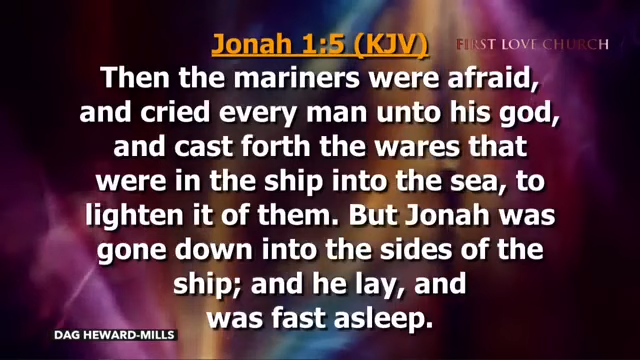 Jonah 1:5 (KJV)
FIRST LOVE CHURCH
Then the mariners were afraid,
and cried every man unto his god,
and cast forth the wares that
were in the ship into the sea, to
lighten it of them. But Jonah was
gone down into the sides of the
ship; and he lay, and
was fast asleep.
DAG HEWARD-MILLS